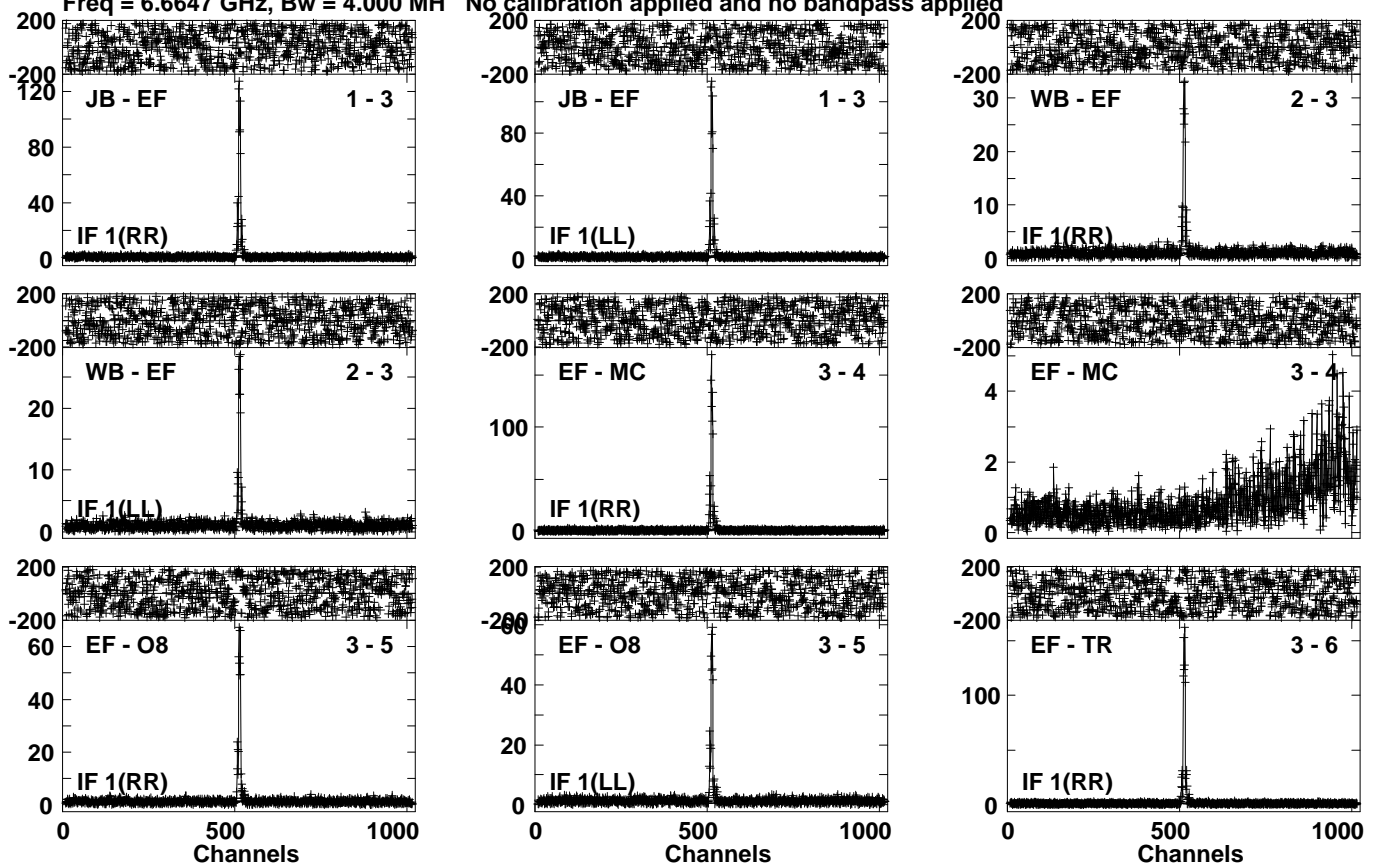 Freq = 6.6647 GHz, Bw = 4.000 MH No calibration applied and no bandpass applied
200
-200
120
80
40
0
JB - EF 1 - 3
IF 1(RR)
200
-200
80
40
0
JB - EF 1 - 3
IF 1(LL)
200
-200
30
20
10
0
WB - EF 2 - 3
IF 1(RR)
200
-200
20
10
0
WB - EF 2 - 3
IF 1(LL)
200
-200
100
0
EF - MC 3 - 4
IF 1(RR)
200
-200
4
2
0
EF - MC 3 - 4
200
-200
60
40
20
0
EF - O8 3 - 5
IF 1(RR)
0 500 1000
Channels
200
-200
60
40
20
0
EF - O8 3 - 5
IF 1(LL)
0 500 1000
Channels
200
-200
100
0
EF - TR 3 - 6
IF 1(RR)
0 500 1000
Channels